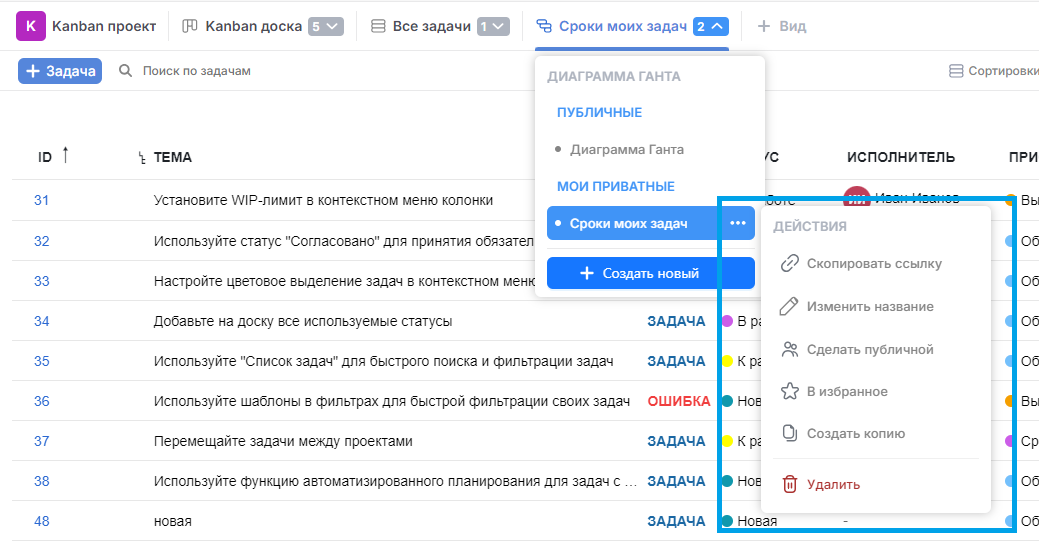 K Kanban проект Kanban доска 5 Все задачи 1 Сроки моих задач 2 + Вид
+ Задача Поиск по задачам Сортировки
ДИАГРАММА ГАНТА
ПУБЛИЧНЫЕ
• Диаграмма Ганта
МОИ ПРИВАТНЫЕ
• Сроки моих задач ...
+ Создать новый
ДЕЙСТВИЯ
Скопировать ссылку
Изменить название
Сделать публичной
В избранное
Создать копию
Удалить
ID ↑ ТЕМА УС ИСПОЛНИТЕЛЬ ПРИ
31 Установите WIP-лимит в контекстном меню колонки боте ИИ Иван Иванов Вы
32 Используйте статус "Согласовано" для принятия обязател Об
33 Настройте цветовое выделение задач в контекстном меню Об
34 Добавьте на доску все используемые статусы ЗАДАЧА В ра Об
35 Используйте "Список задач" для быстрого поиска и фильтрации задач ЗАДАЧА К ра Об
36 Используйте шаблоны в фильтрах для быстрой фильтрации своих задач ОШИБКА Нов Вы
37 Перемещайте задачи между проектами ЗАДАЧА К ра Ср
38 Используйте функцию автоматизированного планирования для задач с ... ЗАДАЧА Нов Об
48 новая ЗАДАЧА Новая - Об